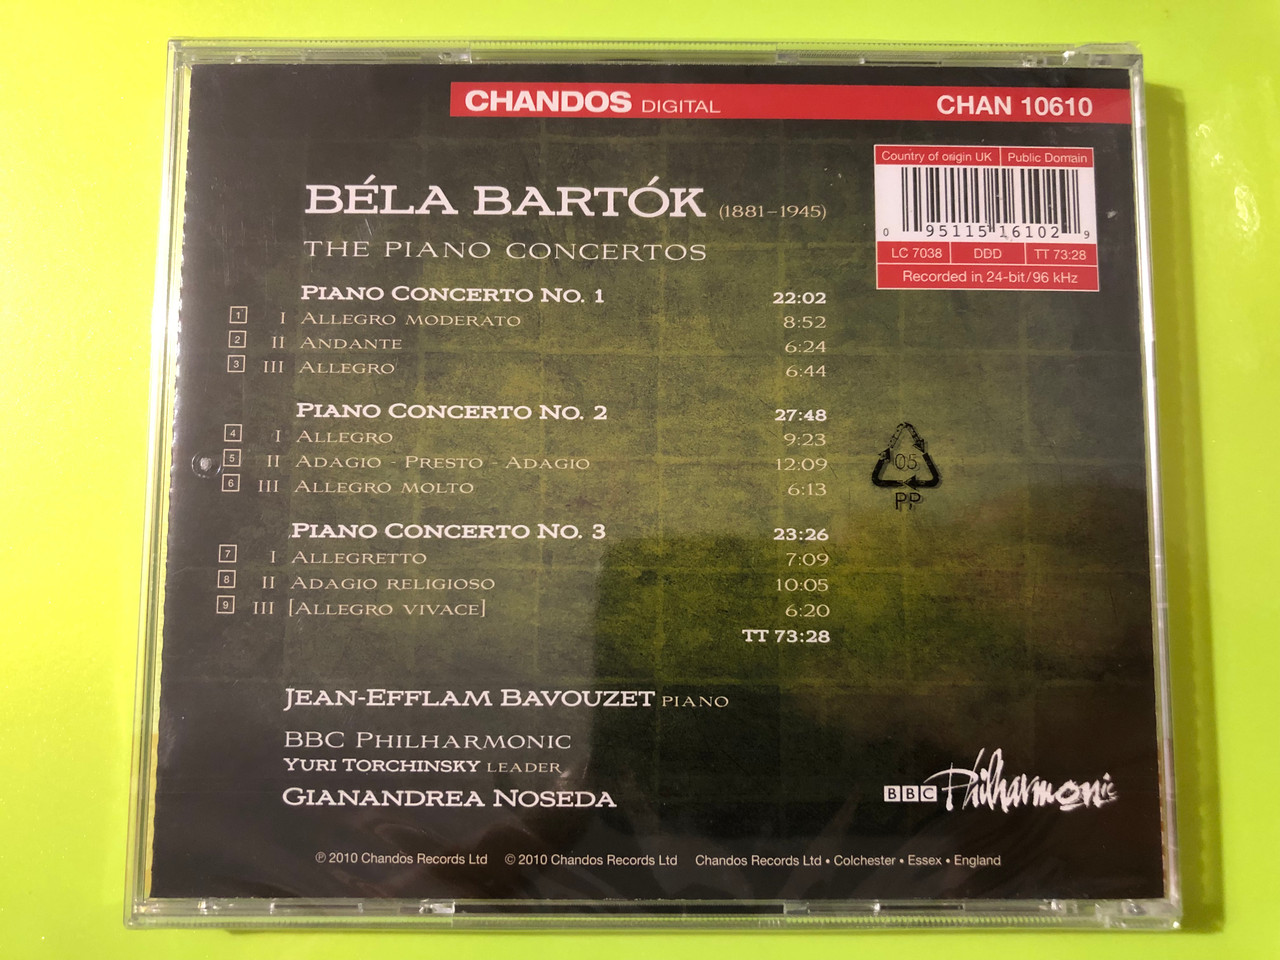 CHANDOS DIGITAL CHAN 10610
Country of origin UK Public Domain
0 95115 16102 9
LC 7038 DDD TT 73:28
Recorded in 24-bit/96 kHz
BÉLA BARTÓK (1881–1945)
THE PIANO CONCERTOS
PIANO CONCERTO NO. 1 22:02
1 I ALLEGRO MODERATO 8:52
2 II ANDANTE 6:24
3 III ALLEGRO 6:44
PIANO CONCERTO NO. 2 27:48
4 I ALLEGRO 9:23
5 II ADAGIO - PRESTO - ADAGIO 12:09
6 III ALLEGRO MOLTO 6:13
PIANO CONCERTO NO. 3 23:26
7 I ALLEGRETTO 7:09
8 II ADAGIO RELIGIOSO 10:05
9 III [ALLEGRO VIVACE] 6:20
TT 73:28
05
PP
JEAN-EFFLAM BAVOUZET PIANO
BBC PHILHARMONIC
YURI TORCHINSKY LEADER
GIANANDREA NOSEDA
BBC Philharmonic
℗ 2010 Chandos Records Ltd © 2010 Chandos Records Ltd Chandos Records Ltd • Colchester • Essex • England